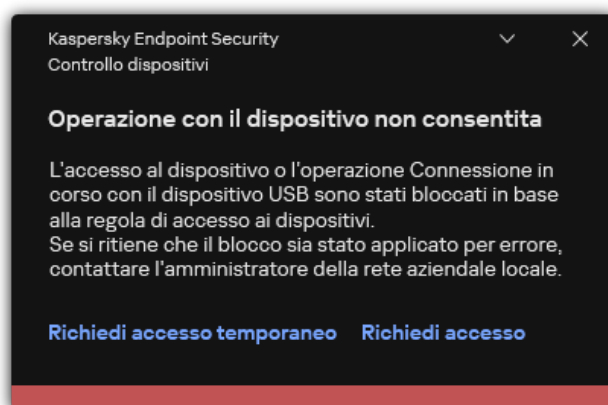 Kaspersky Endpoint Security
Controllo dispositivi
Operazione con il dispositivo non consentita
L'accesso al dispositivo o l'operazione Connessione in
corso con il dispositivo USB sono stati bloccati in base
alla regola di accesso ai dispositivi.
Se si ritiene che il blocco sia stato applicato per errore,
contattare l'amministratore della rete aziendale locale.
Richiedi accesso temporaneo Richiedi accesso